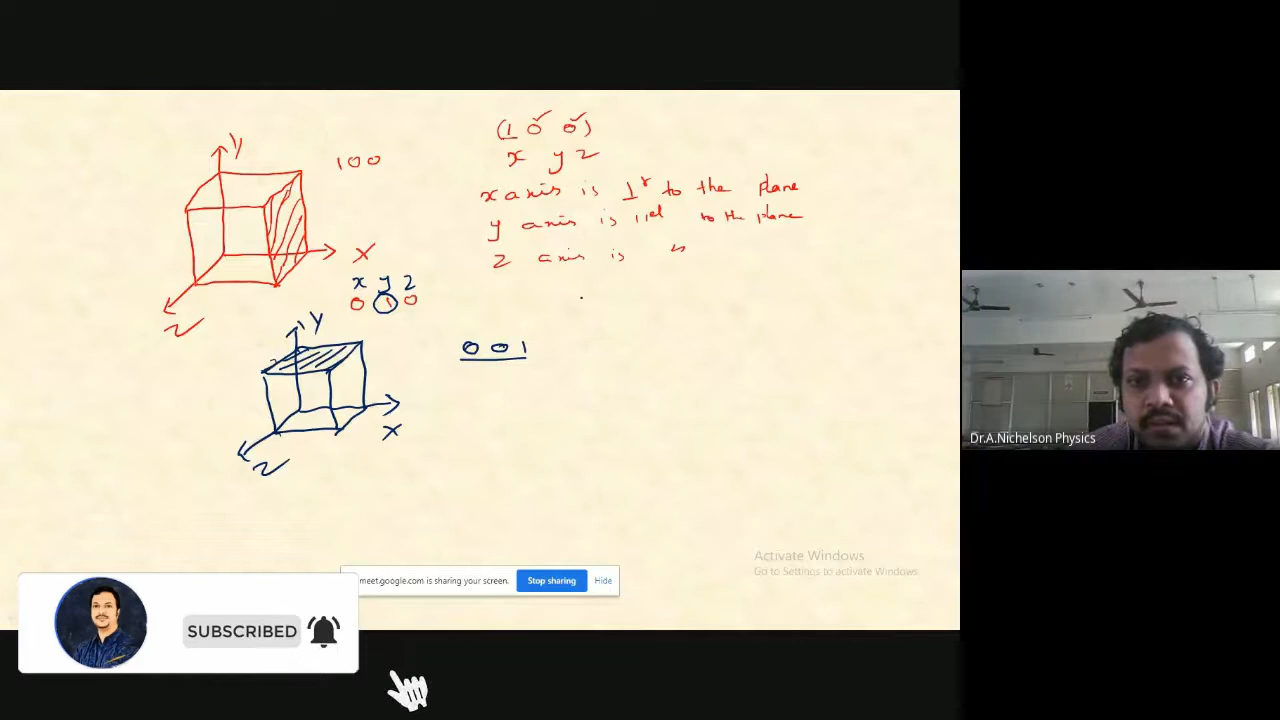 Y
100
(1 0 0)
x y z
x axis is ⊥r to the plane
y axis is ||el to the plane
z axis is "
X
Z
x y z
0 1 0
Y
0 0 1
X
Z
Dr.A.Nichelson Physics
Activate Windows
Go to Settings to activate Windows.
meet.google.com is sharing your screen.
Stop sharing
Hide
SUBSCRIBED